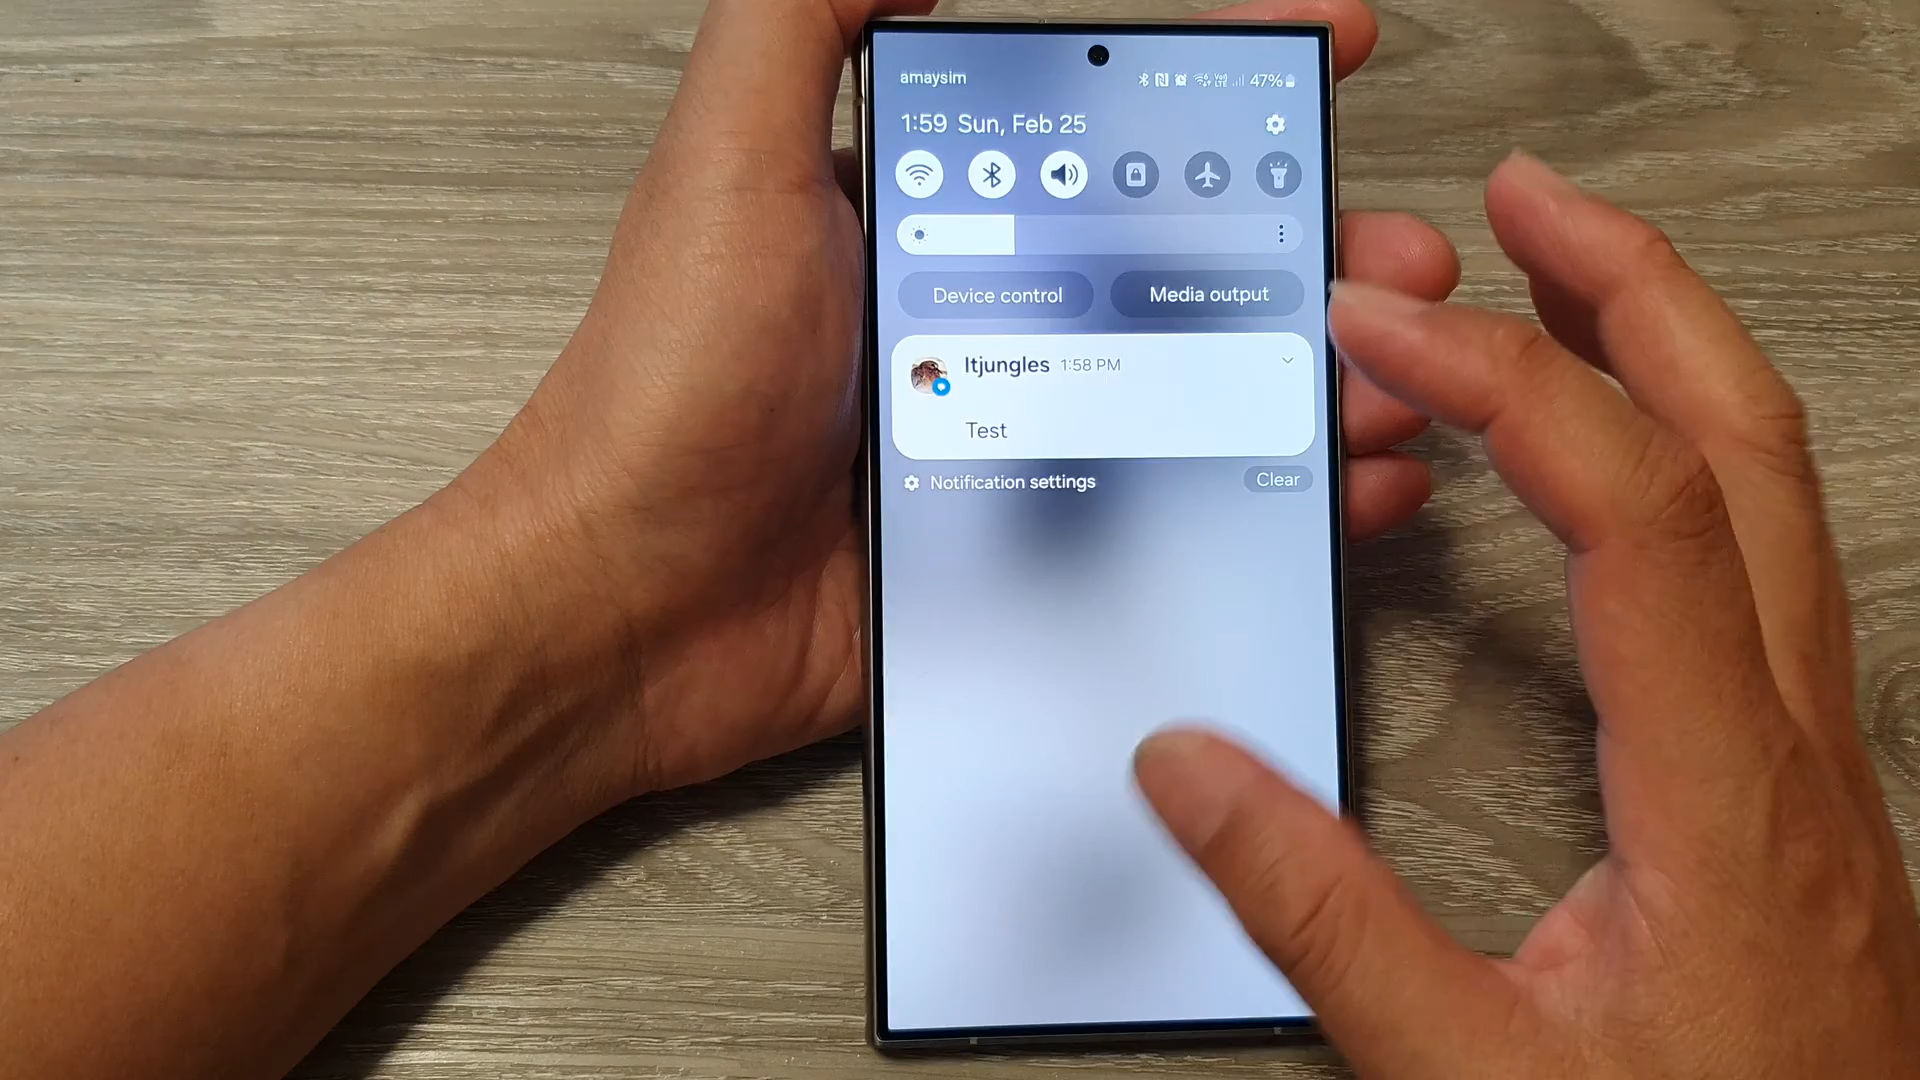 amaysim
47%
1:59 Sun, Feb 25
Device control
Media output
Itjungles 1:58 PM
Test
Notification settings
Clear